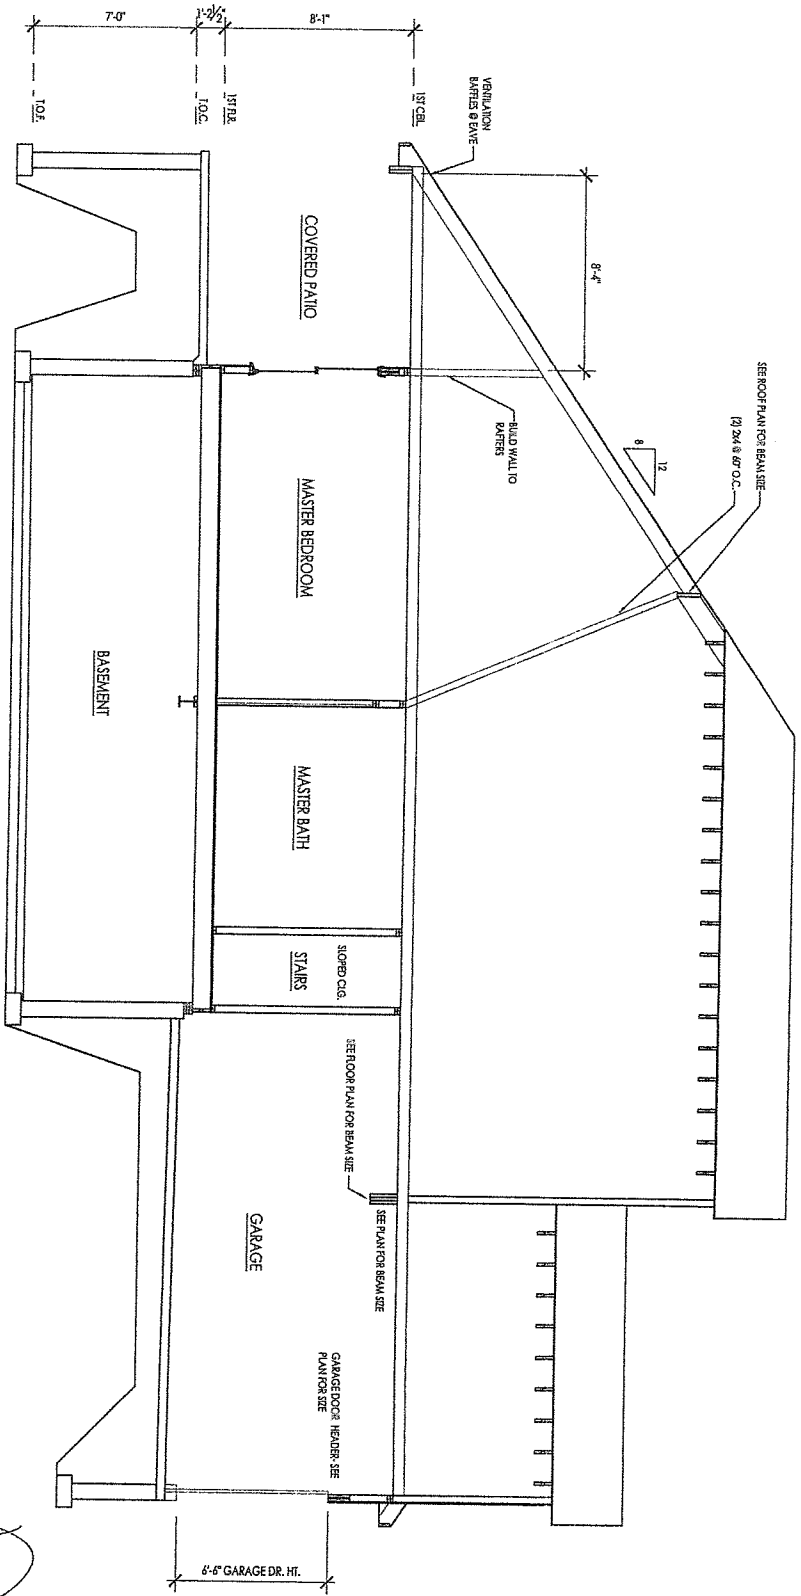 VENTILATION
BAFFLES @ EAVE
8'-4"
SEE ROOF PLAN FOR BEAM SIZE
(2) 2x4 @ 60" O.C.
12
8
BUILD WALL TO
RAFTERS
1ST CEIL.
8'-1"
1ST FLR.
1'-2 1/2"
T.O.C.
7'-0"
T.O.F.
COVERED PATIO
MASTER BEDROOM
MASTER BATH
SLOPED CLG.
STAIRS
BASEMENT
SEE FLOOR PLAN FOR BEAM SIZE
SEE PLAN FOR BEAM SIZE
GARAGE
GARAGE DOOR HEADER- SEE
PLAN FOR SIZE
6'-6" GARAGE DR. HT.